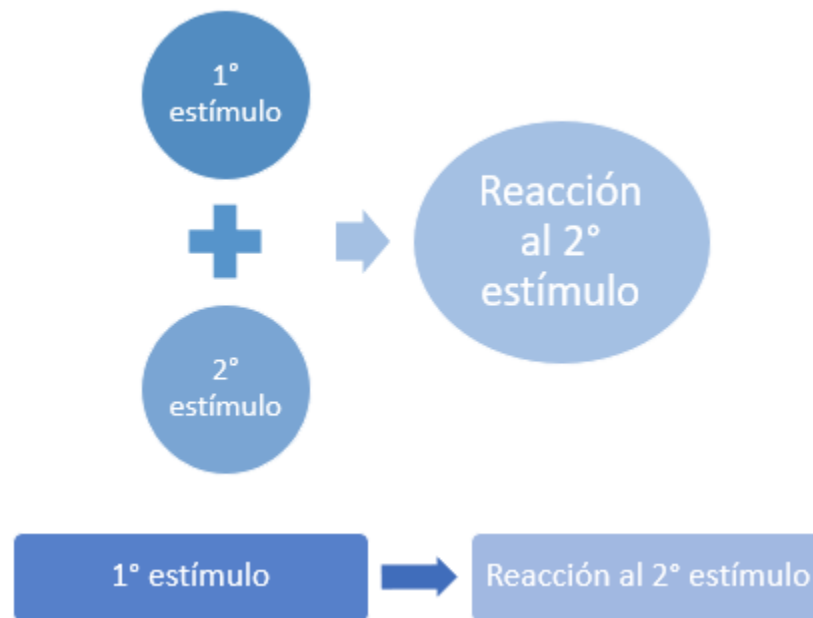 1°
estímulo
Reacción
al 2°
estímulo
2°
estímulo
1° estímulo
Reacción al 2° estímulo